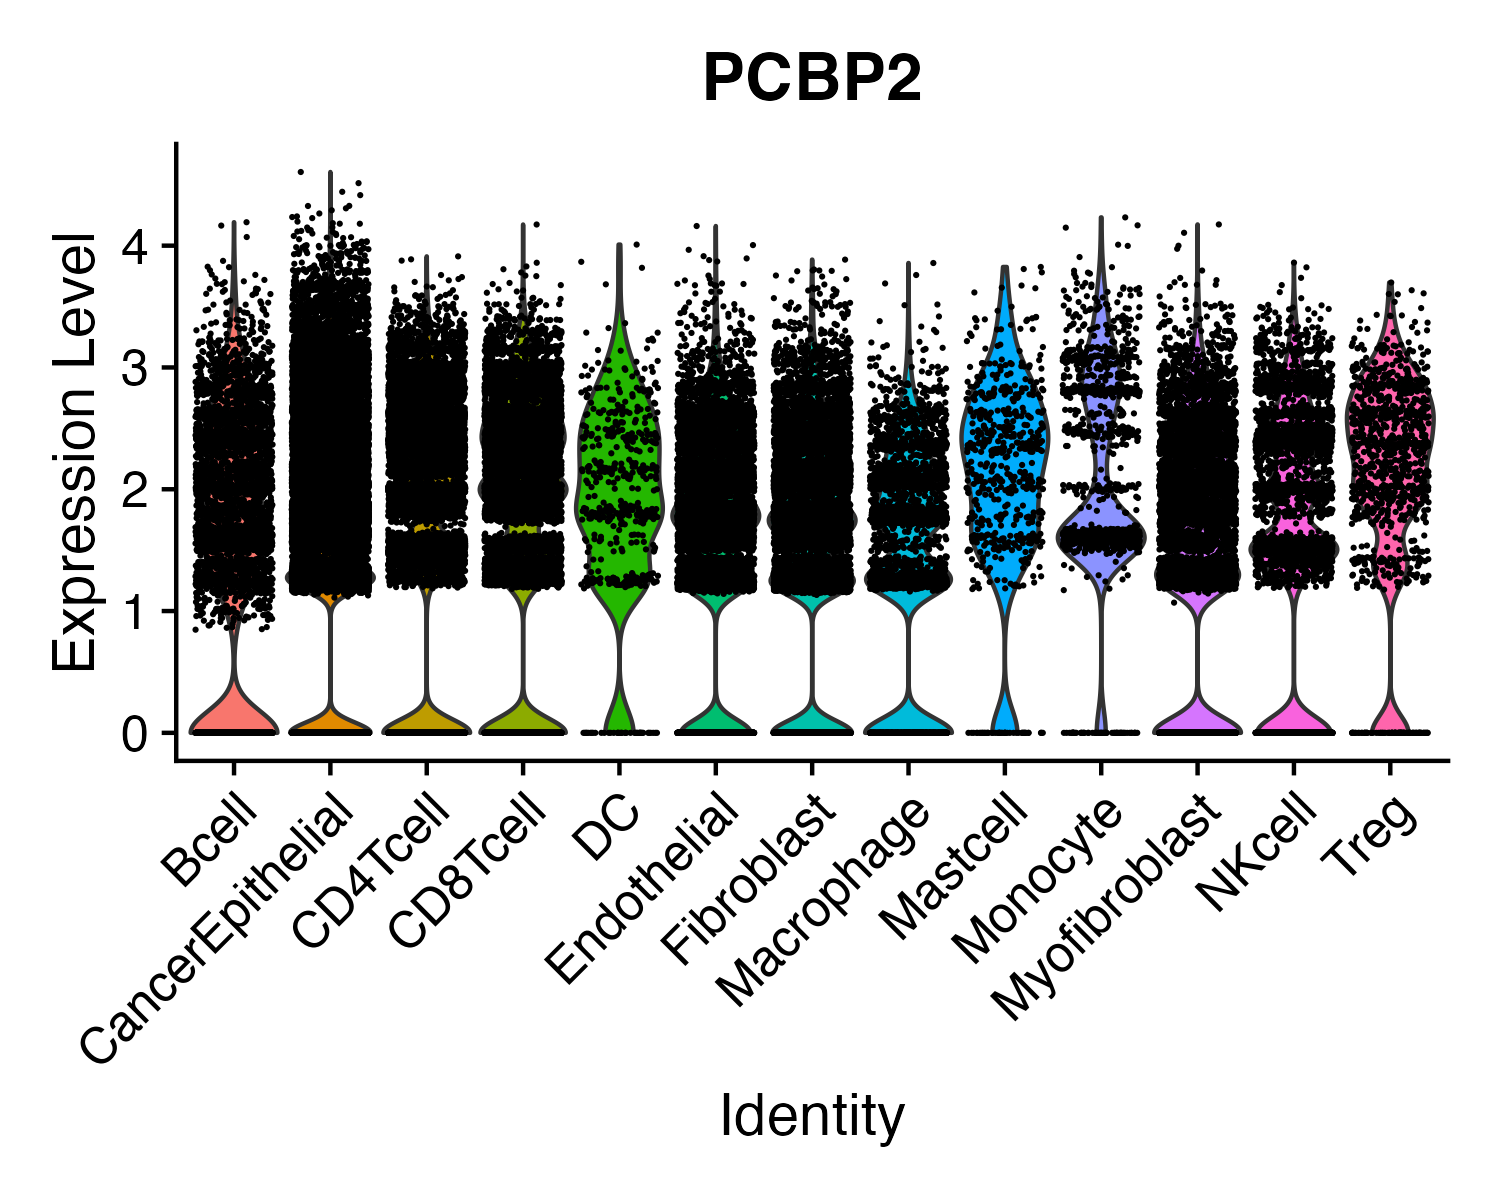 PCBP2
Expression Level
4
3
2
1
0
Bcell
CancerEpithelial
CD4Tcell
CD8Tcell
DC
Endothelial
Fibroblast
Macrophage
Mastcell
Monocyte
Myofibroblast
NKcell
Treg
Identity